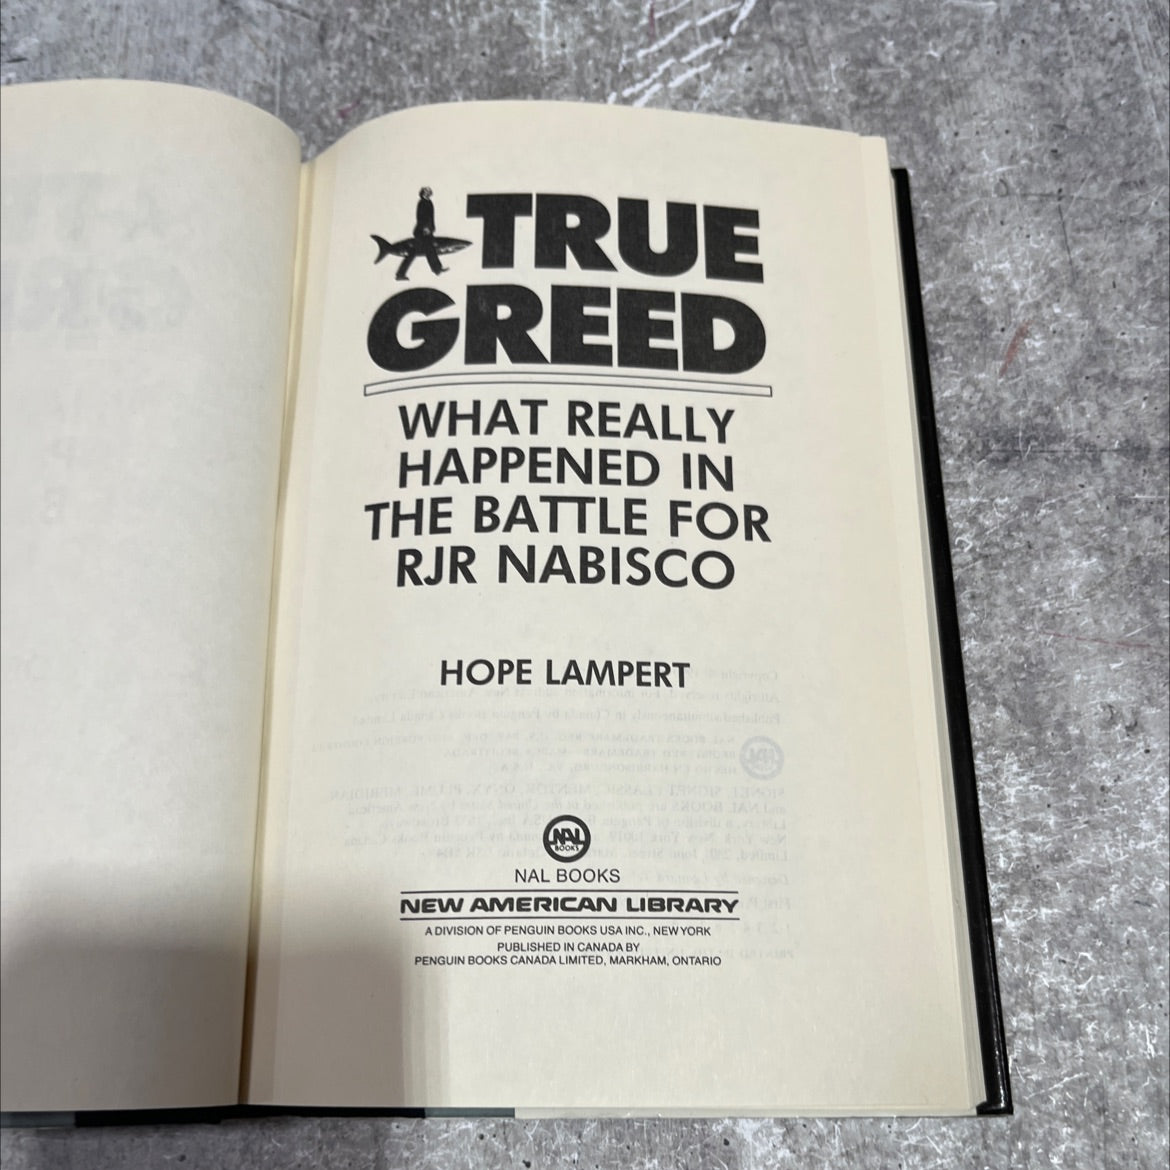 TRUE
GREED
WHAT REALLY
HAPPENED IN
THE BATTLE FOR
RJR NABISCO
HOPE LAMPERT
NAL
BOOKS
NAL BOOKS
NEW AMERICAN LIBRARY
A DIVISION OF PENGUIN BOOKS USA INC., NEW YORK
PUBLISHED IN CANADA BY
PENGUIN BOOKS CANADA LIMITED, MARKHAM, ONTARIO